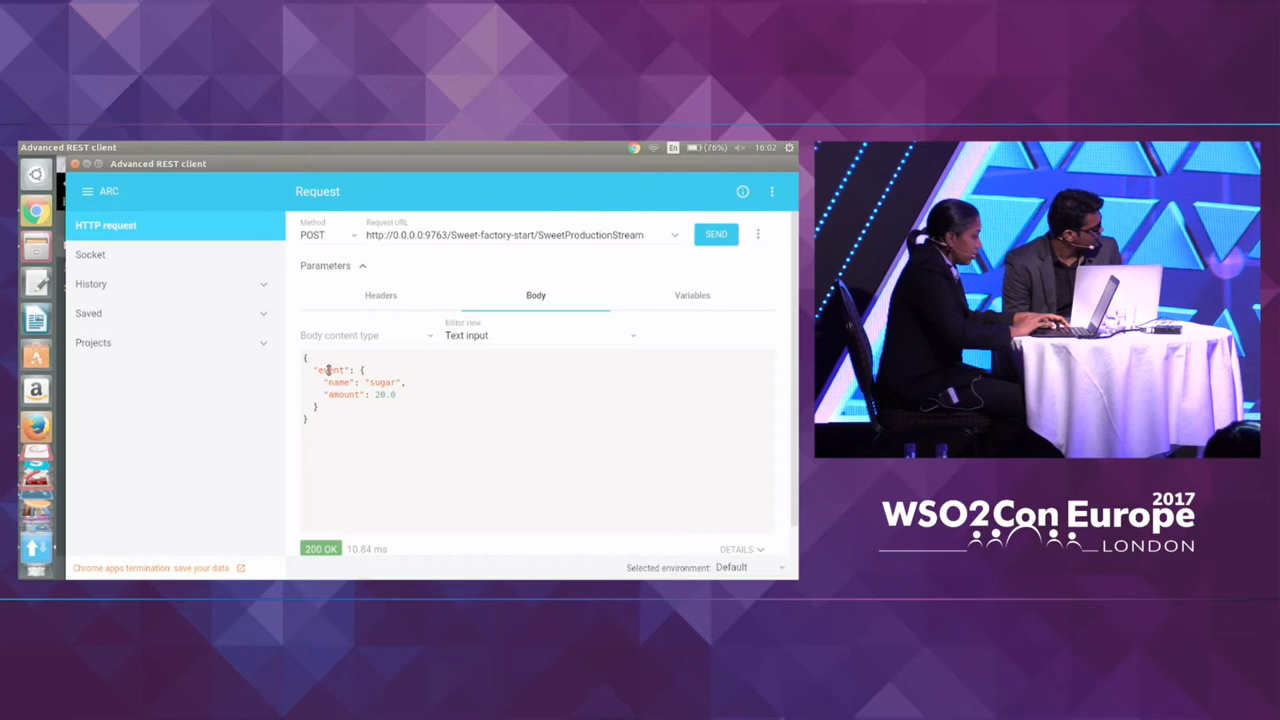 Advanced REST client
En
(76%)
16:02
Advanced REST client
ARC
Request
HTTP request
Socket
History
Saved
Projects
Method
POST
Request URL
http://0.0.0.0:9763/Sweet-factory-start/SweetProductionStream
SEND
Parameters
Headers
Body
Variables
Body content type
Editor view
Text input
{
"event": {
"name": "sugar",
"amount": 20.0
}
}
200 OK
10.84 ms
DETAILS
Chrome apps termination: save your data
Selected environment:
Default
WSO2Con Europe
2017
LONDON